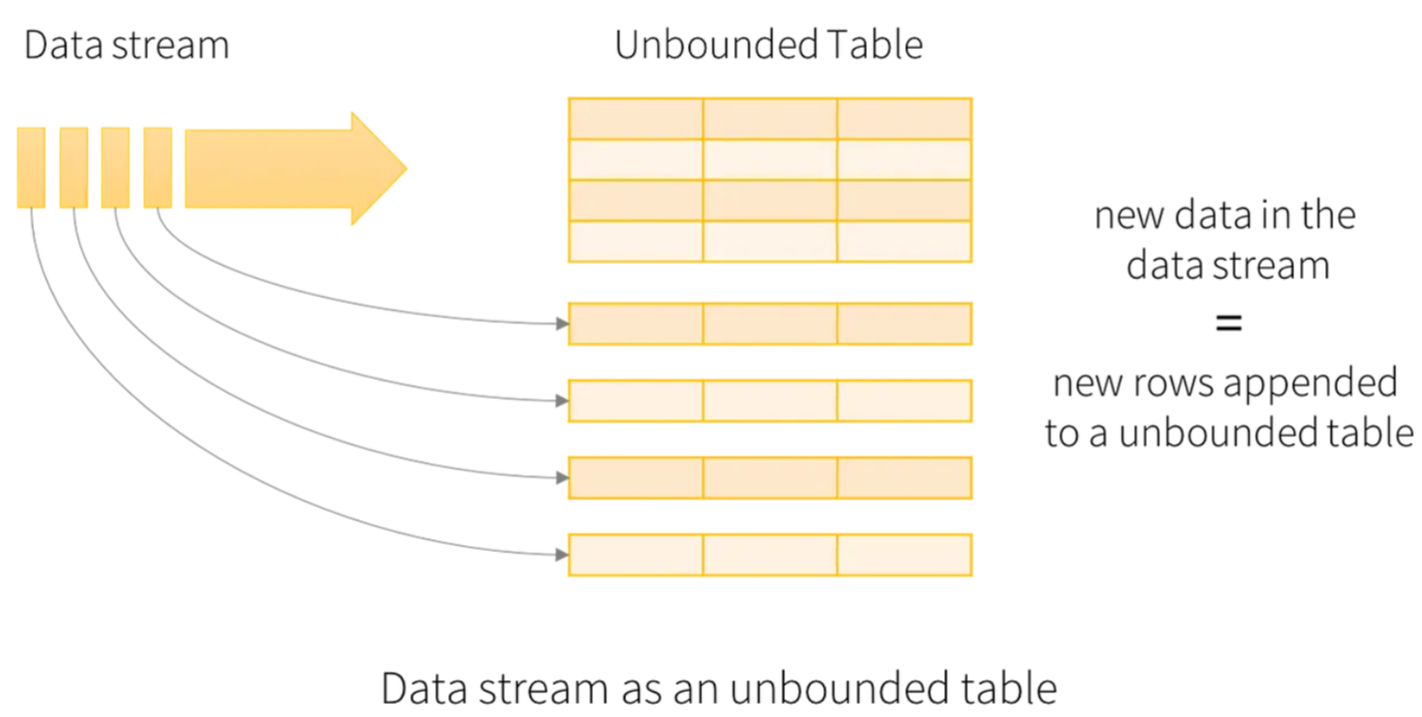 Data stream
Unbounded Table
new data in the
data stream
=
new rows appended
to a unbounded table
Data stream as an unbounded table